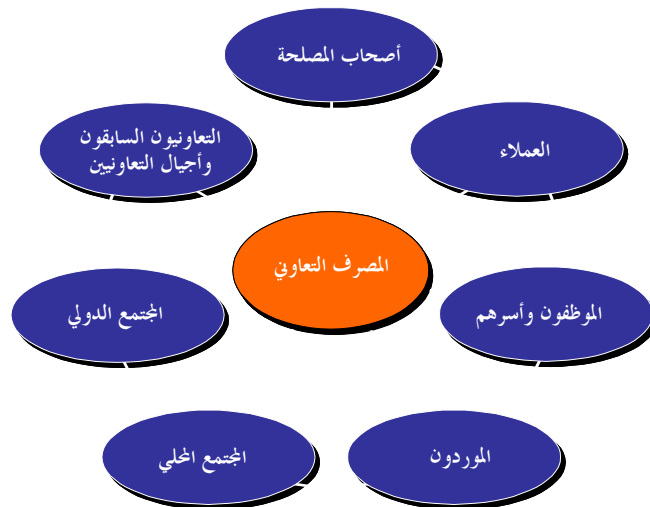 أصحاب المصلحة
العملاء
التعاونيون السابقون
وأجيال التعاونيين
المصرف التعاوني
الموظفون وأسرهم
المجتمع الدولي
الموردون
المجتمع المحلي